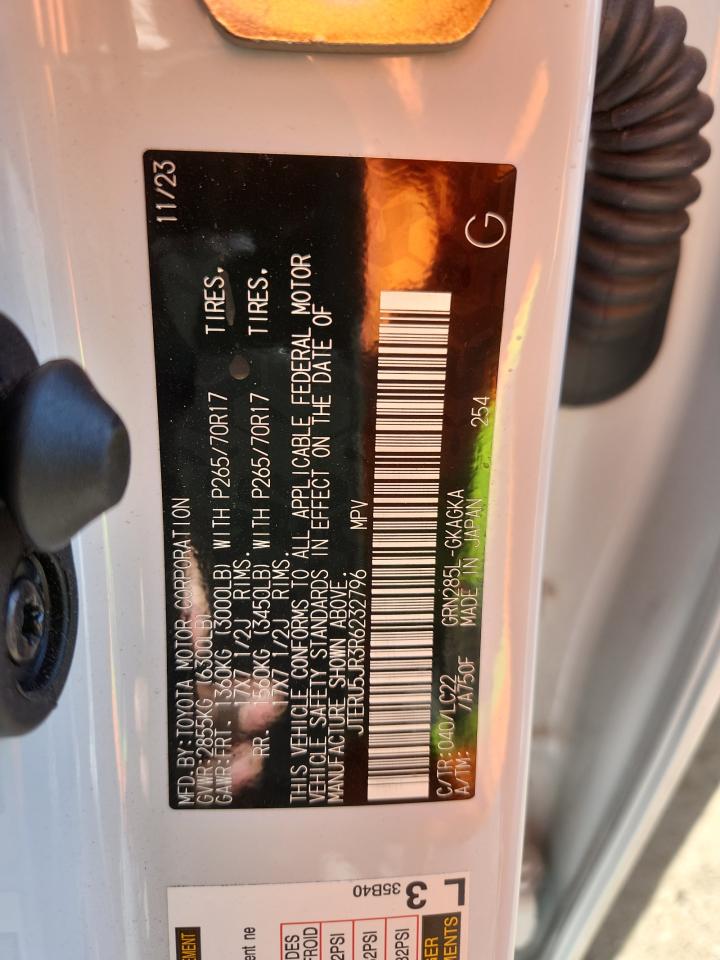 MFD.BY:TOYOTA MOTOR CORPORATION 11/23
GVWR:2855KG (6300LB)
GAWR:FRT. 1360KG (3000LB) WITH P265/70R17 TIRES.
17X7 1/2J RIMS.
RR. 1560KG (3450LB) WITH P265/70R17 TIRES.
17X7 1/2J RIMS.
THIS VEHICLE CONFORMS TO ALL APPLICABLE FEDERAL MOTOR
VEHICLE SAFETY STANDARDS IN EFFECT ON THE DATE OF
MANUFACTURE SHOWN ABOVE.
JTERU5JR3R6232796 MPV
C/TR:040/LC22 GRN285L-GKAGKA 254 G
A/TM: /A750F MADE IN JAPAN
L3
35B40